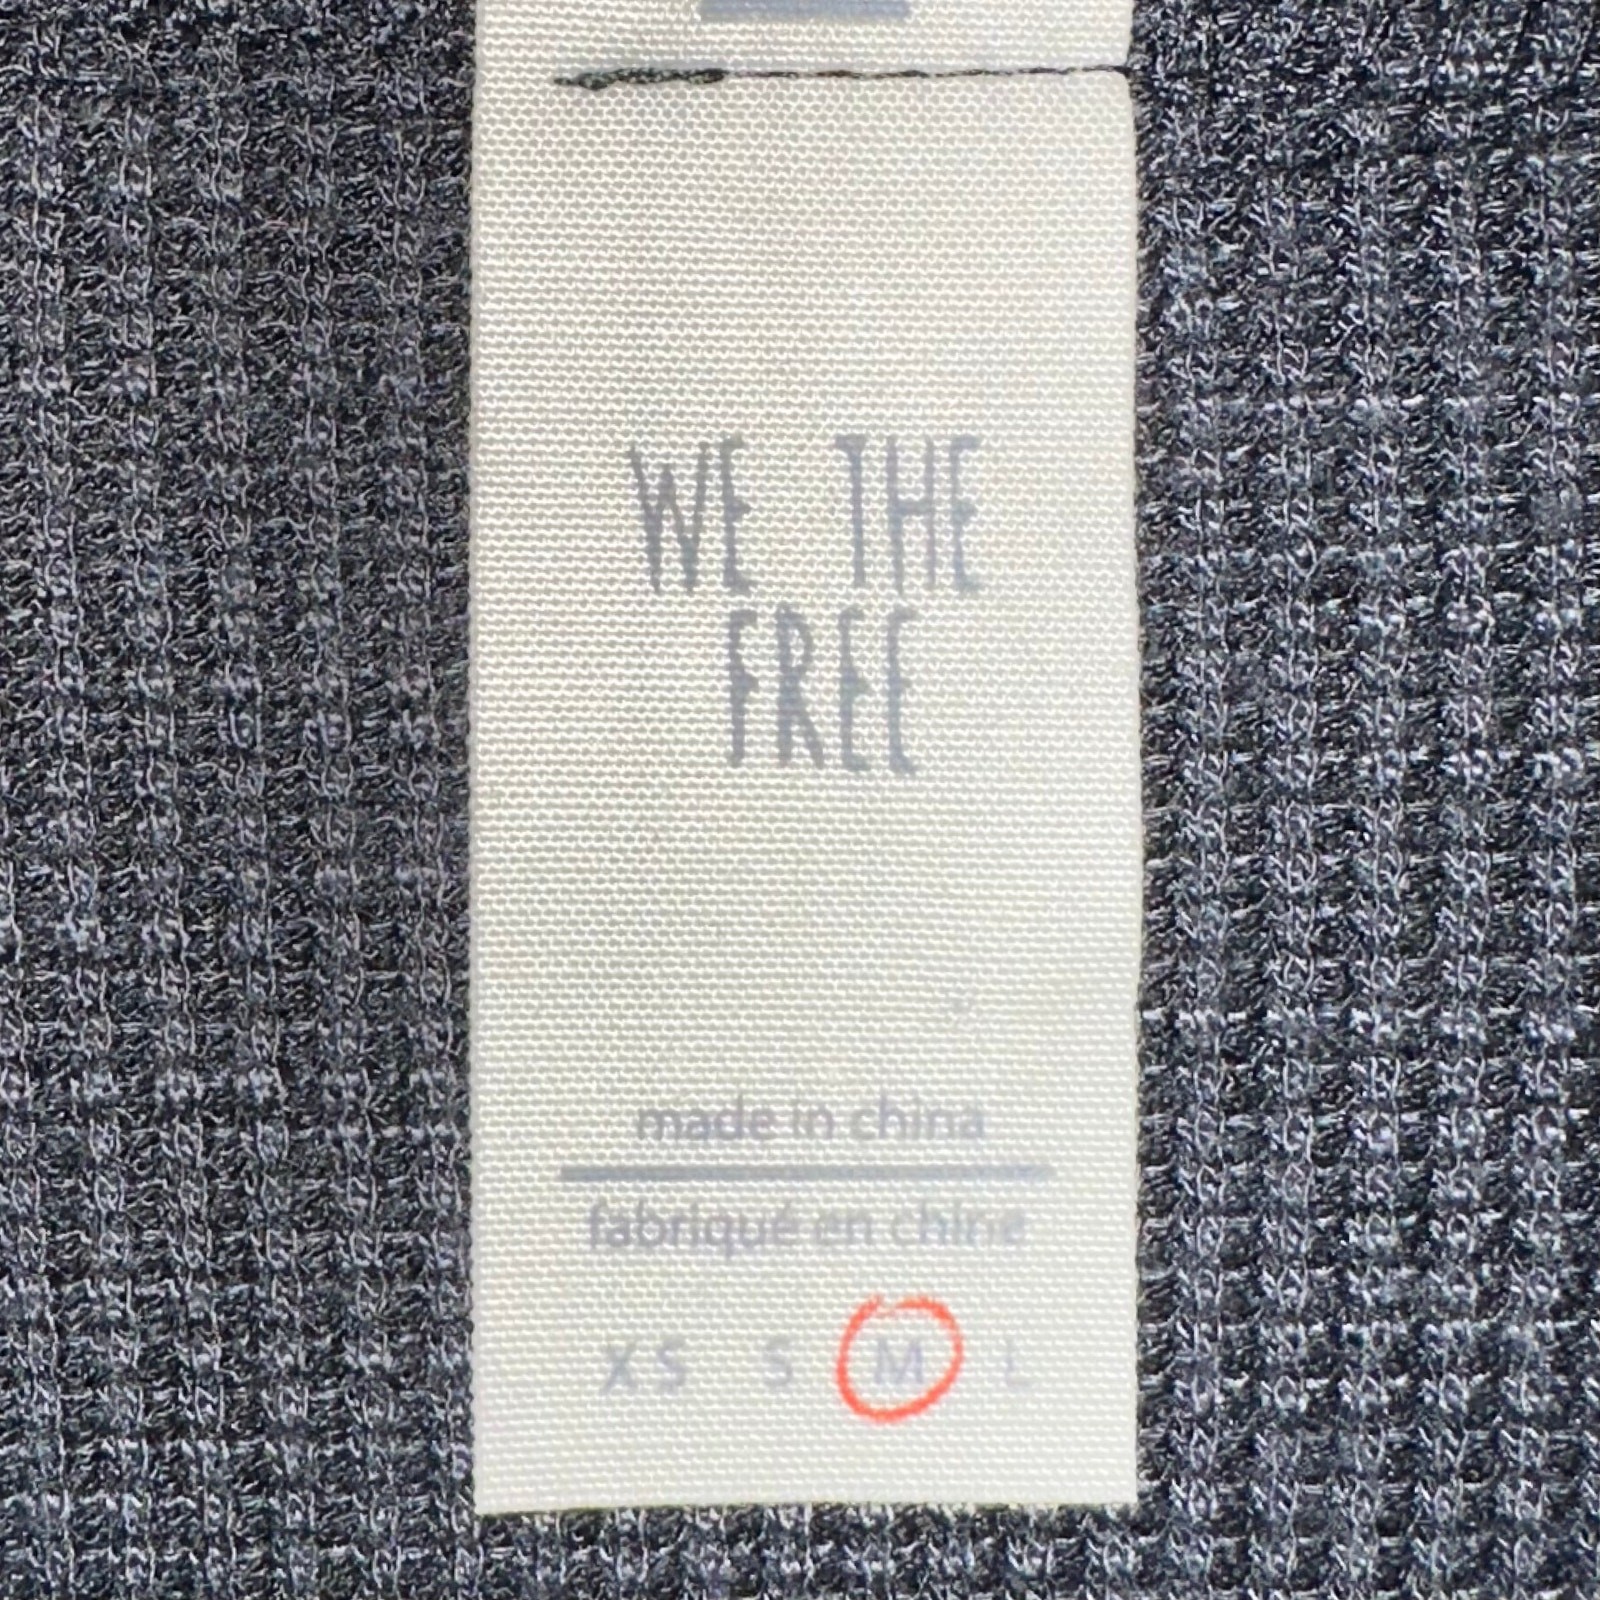 WE THE
FREE
made in china
fabriqué en chine
XS S M L